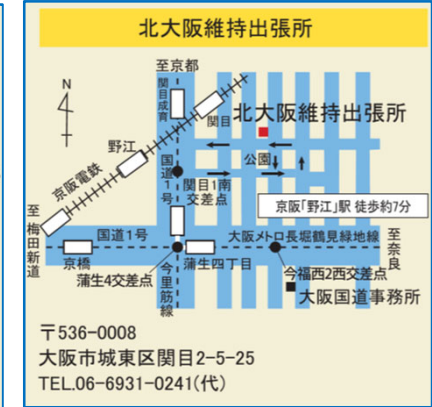 北大阪維持出張所
至京都
N
関目成育
関目
北大阪維持出張所
野江
京阪電鉄
国道1号
公園
関目1南
交差点
京阪「野江」駅 徒歩約7分
至梅田新道
国道1号
大阪メトロ長堀鶴見緑地線
至奈良
京橋
蒲生四丁目
蒲生4交差点
今里筋線
今福西2西交差点
大阪国道事務所
〒536-0008
大阪市城東区関目2-5-25
TEL.06-6931-0241(代)